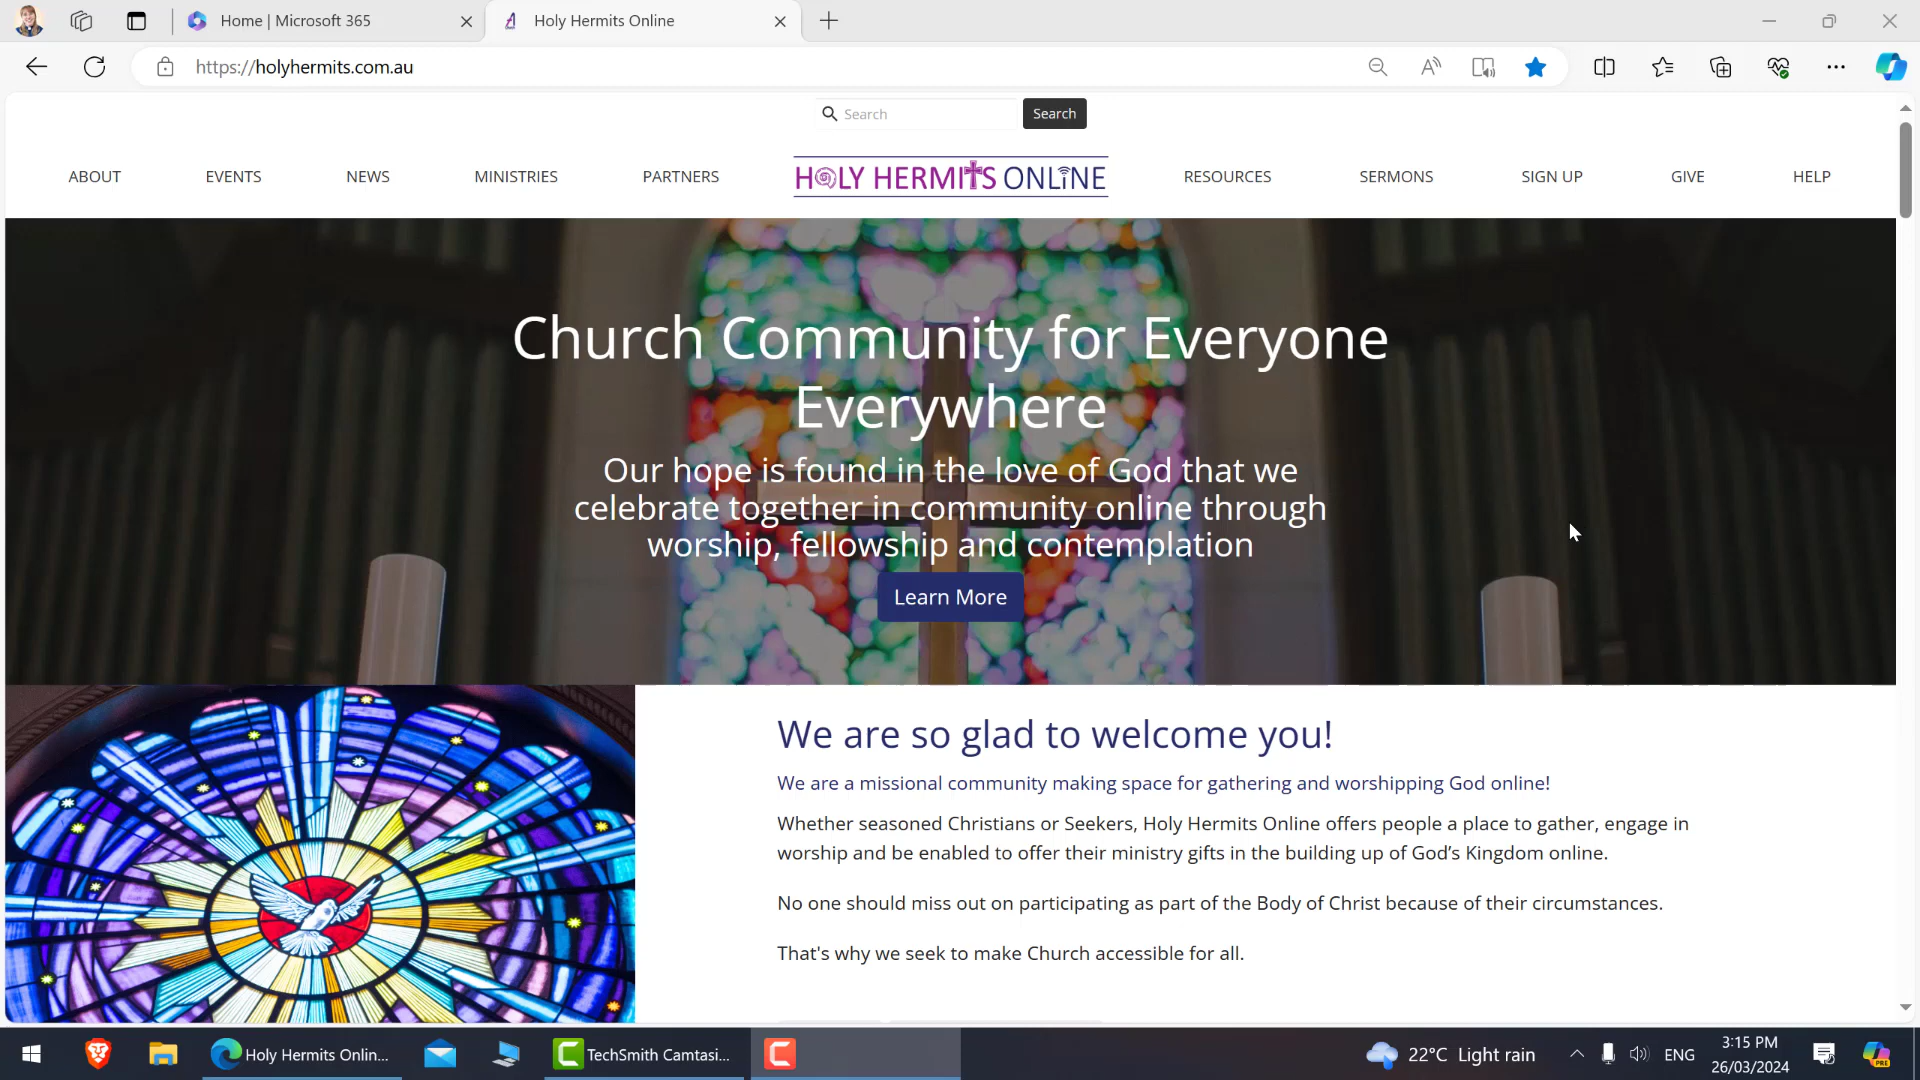 Home | Microsoft 365
Holy Hermits Online
https://holyhermits.com.au
Search
Search
ABOUT
EVENTS
NEWS
MINISTRIES
PARTNERS
HOLY HERMITS ONLINE
RESOURCES
SERMONS
SIGN UP
GIVE
HELP
Church Community for Everyone
Everywhere
Our hope is found in the love of God that we
celebrate together in community online through
worship, fellowship and contemplation
Learn More
We are so glad to welcome you!
We are a missional community making space for gathering and worshipping God online!
Whether seasoned Christians or Seekers, Holy Hermits Online offers people a place to gather, engage in
worship and be enabled to offer their ministry gifts in the building up of God’s Kingdom online.
No one should miss out on participating as part of the Body of Christ because of their circumstances.
That's why we seek to make Church accessible for all.
Holy Hermits Onlin...
TechSmith Camtasi...
22°C Light rain
ENG
3:15 PM
26/03/2024
PRE